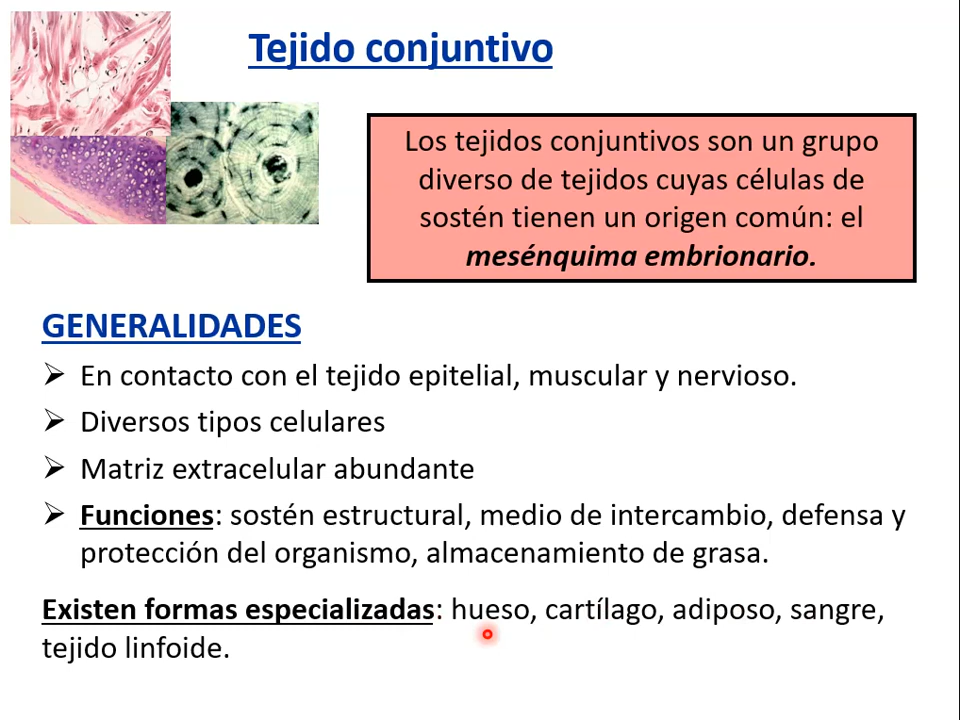 Tejido conjuntivo
Los tejidos conjuntivos son un grupo
diverso de tejidos cuyas células de
sostén tienen un origen común: el
mesénquima embrionario.
GENERALIDADES
En contacto con el tejido epitelial, muscular y nervioso.
Diversos tipos celulares
Matriz extracelular abundante
Funciones: sostén estructural, medio de intercambio, defensa y
protección del organismo, almacenamiento de grasa.
Existen formas especializadas: hueso, cartílago, adiposo, sangre,
tejido linfoide.